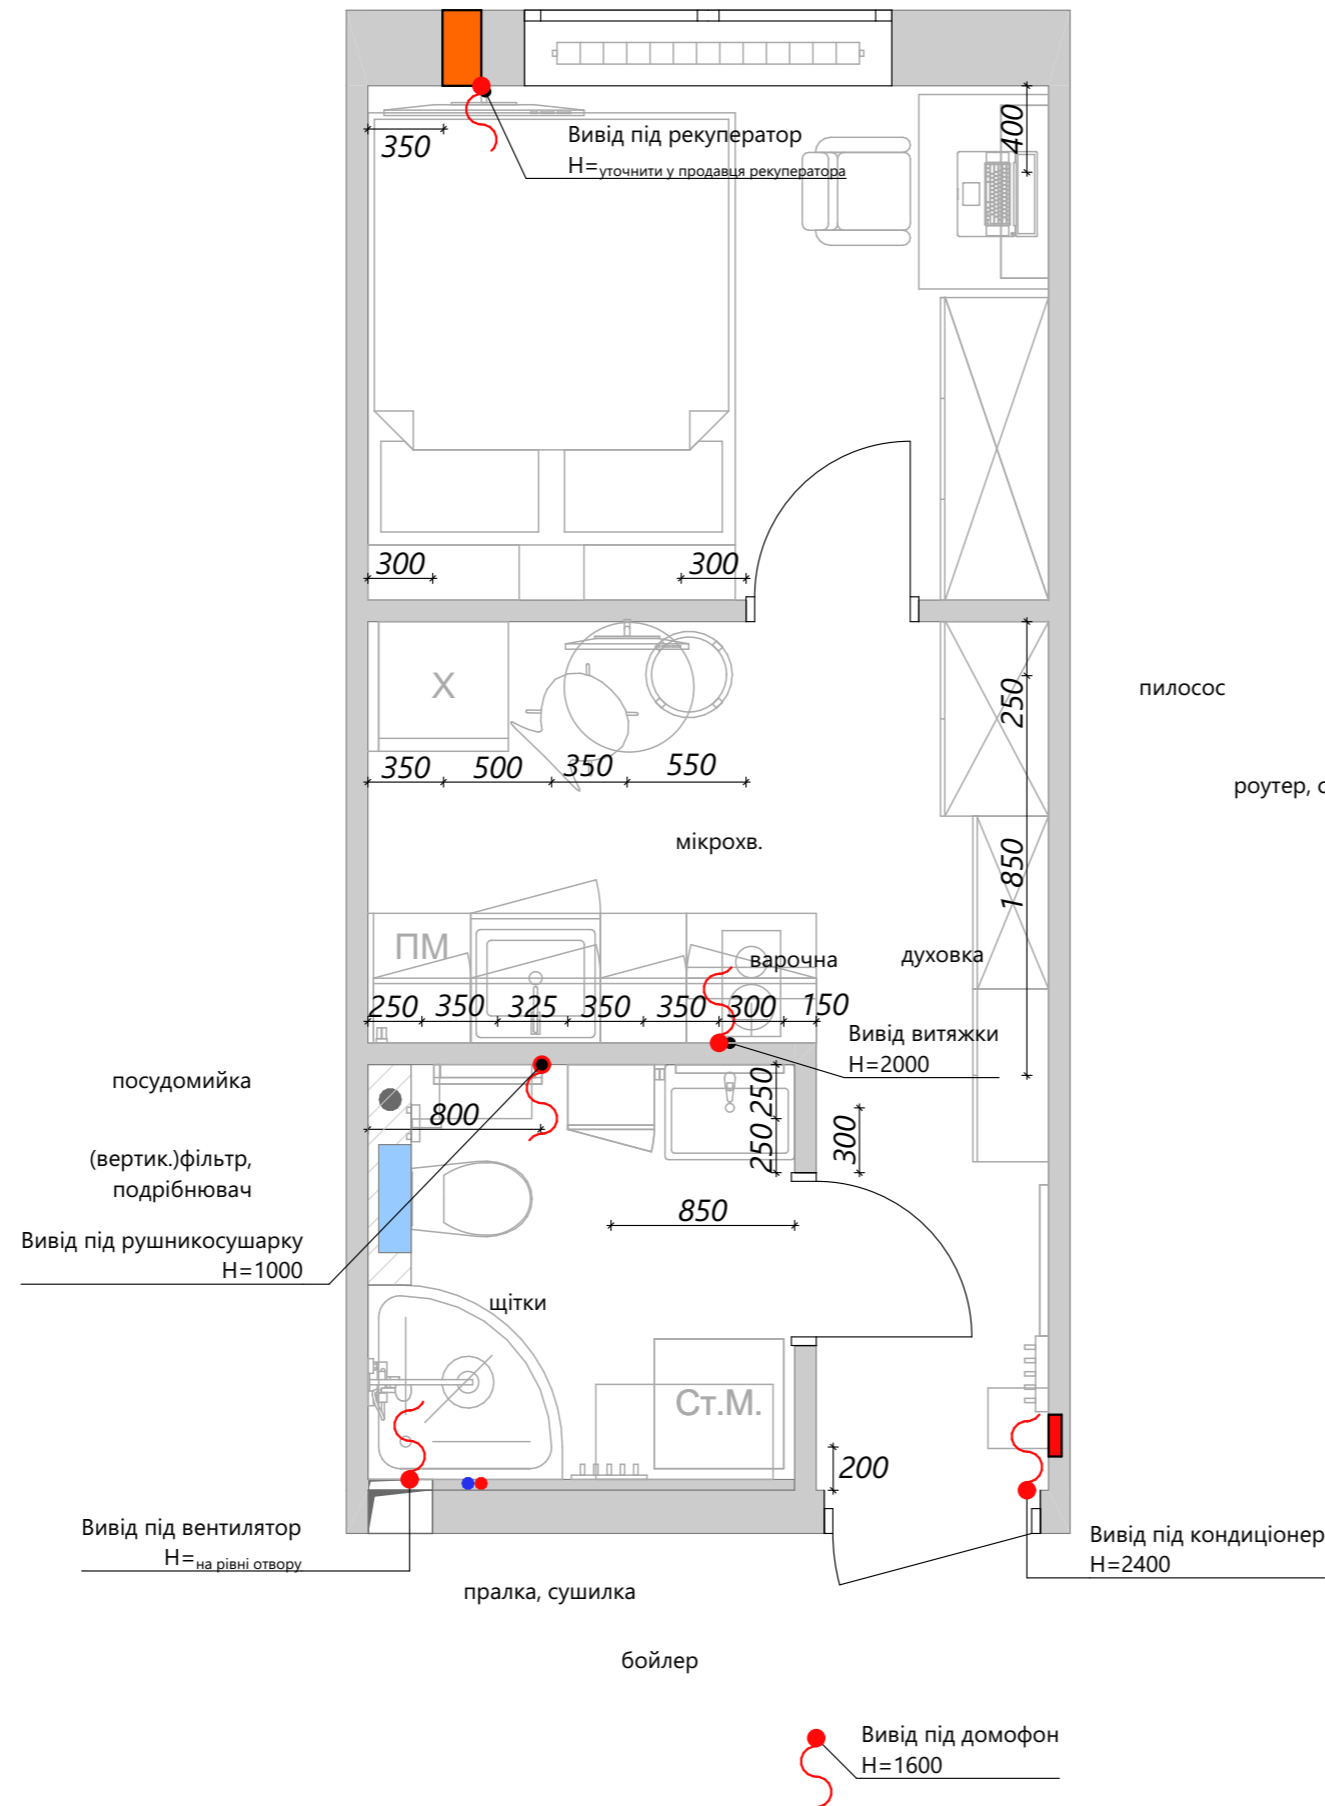 400
350
Вивід під рекуператор
H=уточнити у продавця рекуператора
300
300
X
250
пилосос
350
500
350
550
роутер, с
мікрохв.
1 850
ПМ
варочна
духовка
250
350
325
350
350
300
150
Вивід витяжки
H=2000
посудомийка
250
800
250
300
(вертик.)фільтр,
подрібнювач
850
Вивід під рушникосушарку
H=1000
щітки
Ст.М.
200
Вивід під вентилятор
H=на рівні отвору
Вивід під кондиціонер
H=2400
пралка, сушилка
бойлер
Вивід під домофон
H=1600